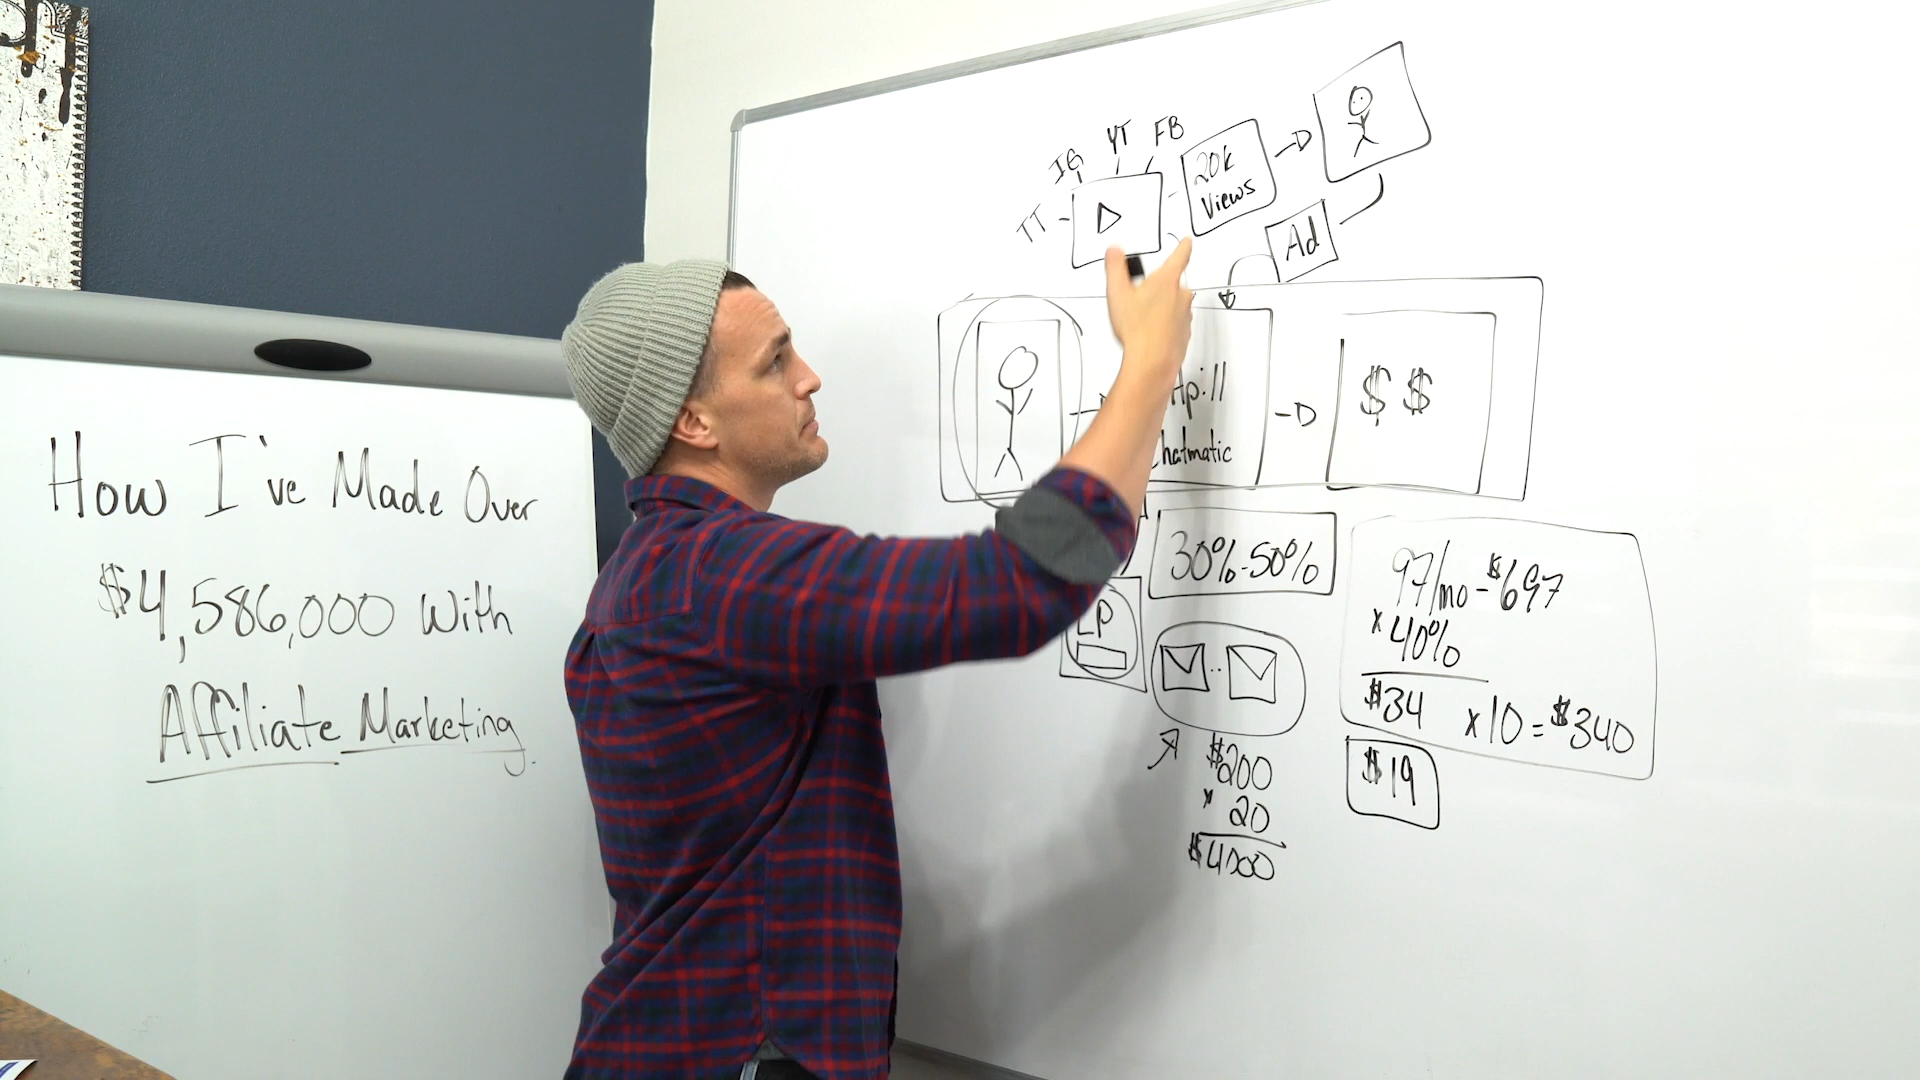 How I've Made Over
$4,586,000 With
Affiliate Marketing.
IG YT FB
TT
20k
Views
Ad
$ $
30%-50%
LP
$200
x 20
$4000
97/mo - $697
x 40%
$34 x10 = $340
$19